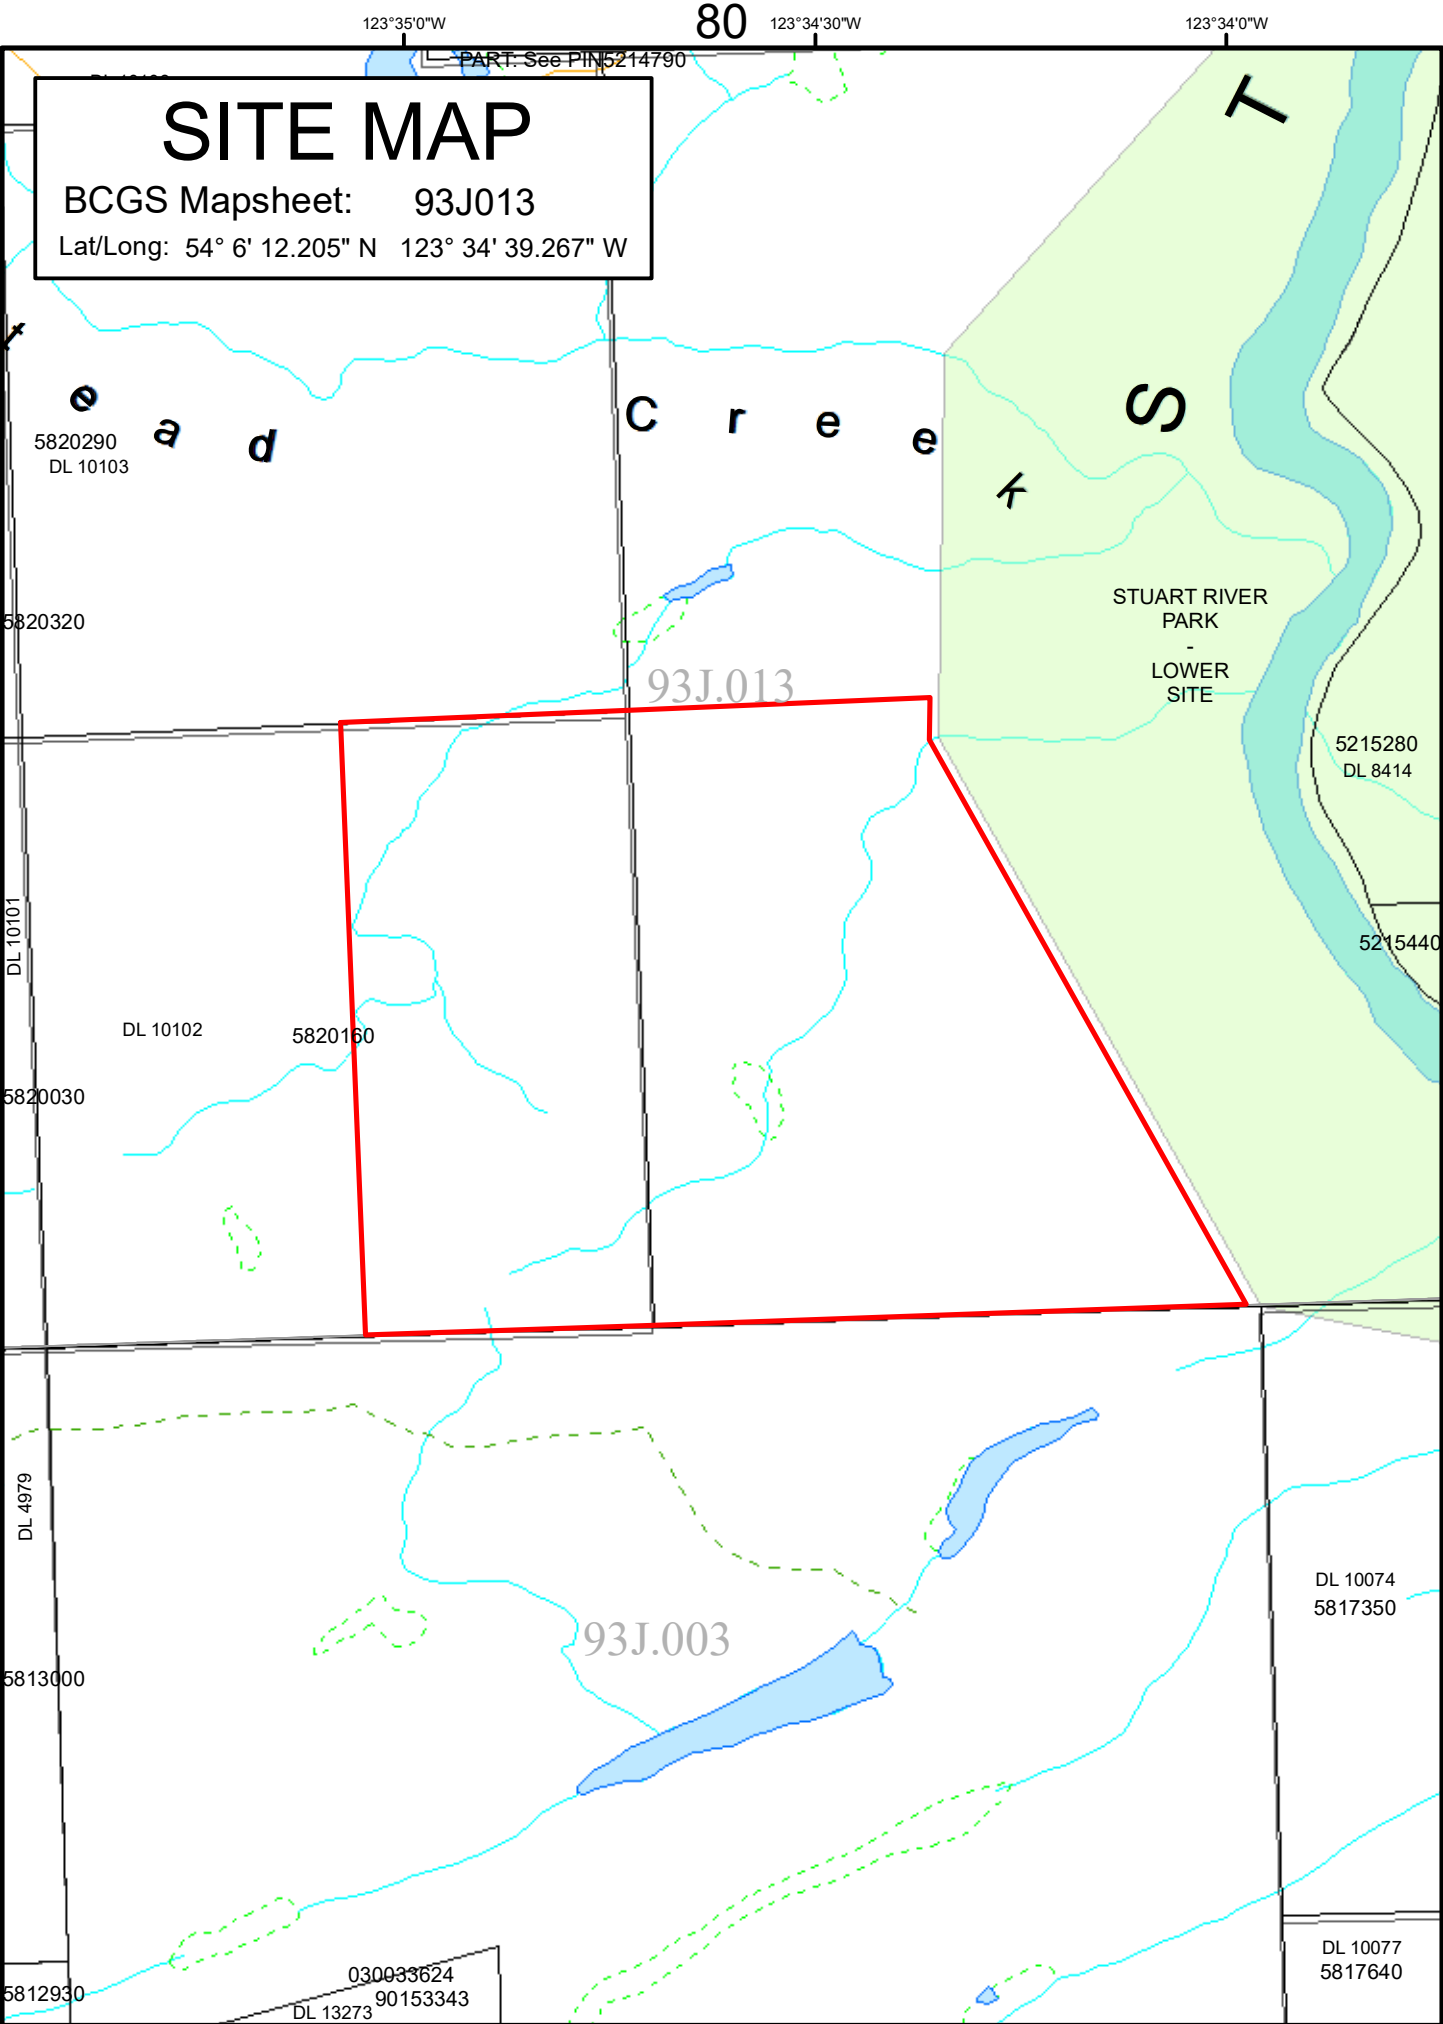 123°35'0"W
80
123°34'30"W
123°34'0"W
PART: See PIN5214790
SITE MAP
BCGS Mapsheet: 93J013
Lat/Long: 54° 6' 12.205" N 123° 34' 39.267" W
T
t e a d C r e e k
S
5820290
DL 10103
5820320
STUART RIVER
PARK
-
LOWER
SITE
93J.013
5215280
DL 8414
DL 10101
5215440
DL 10102
5820160
5820030
DL 4979
DL 10074
5817350
93J.003
5813000
DL 10077
5817640
030033624
90153343
5812930
DL 13273